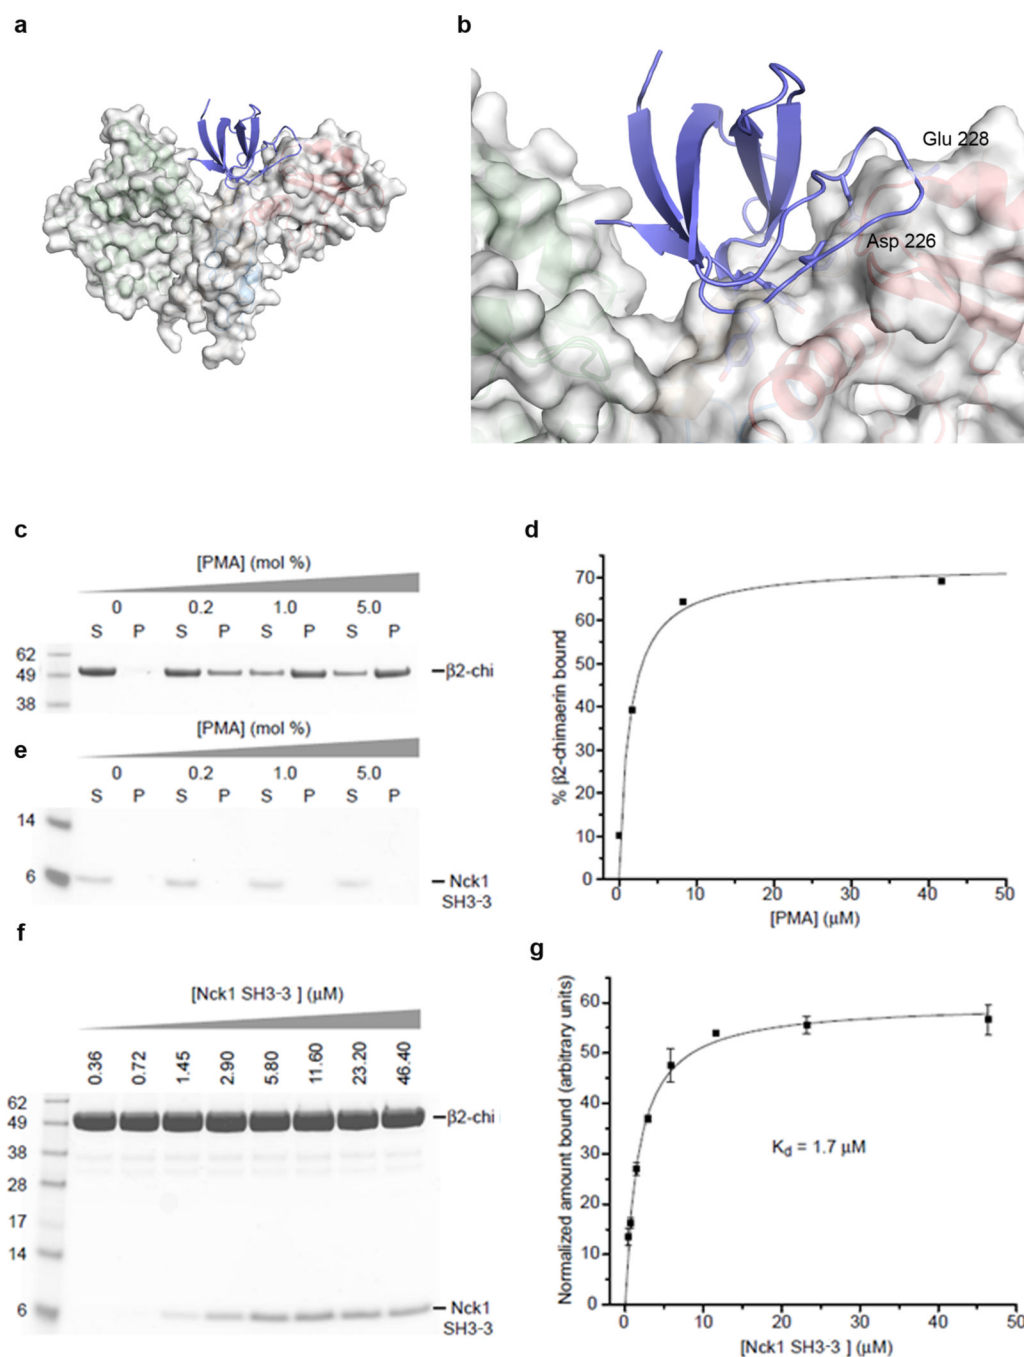 a
b
Glu 228
Asp 226
c
[PMA] (mol %)
0 0.2 1.0 5.0
S P S P S P S P
62
49
38
β2-chi
e
[PMA] (mol %)
0 0.2 1.0 5.0
S P S P S P S P
14
6
Nck1
SH3-3
d
% β2-chimaerin bound
70
60
50
40
30
20
10
0
0 10 20 30 40 50
[PMA] (μM)
f
[Nck1 SH3-3 ] (μM)
0.36 0.72 1.45 2.90 5.80 11.60 23.20 46.40
62
49
38
28
17
14
6
β2-chi
Nck1
SH3-3
g
Normalized amount bound (arbitrary units)
60
50
40
30
20
10
0
Kd = 1.7 μM
0 10 20 30 40 50
[Nck1 SH3-3 ] (μM)